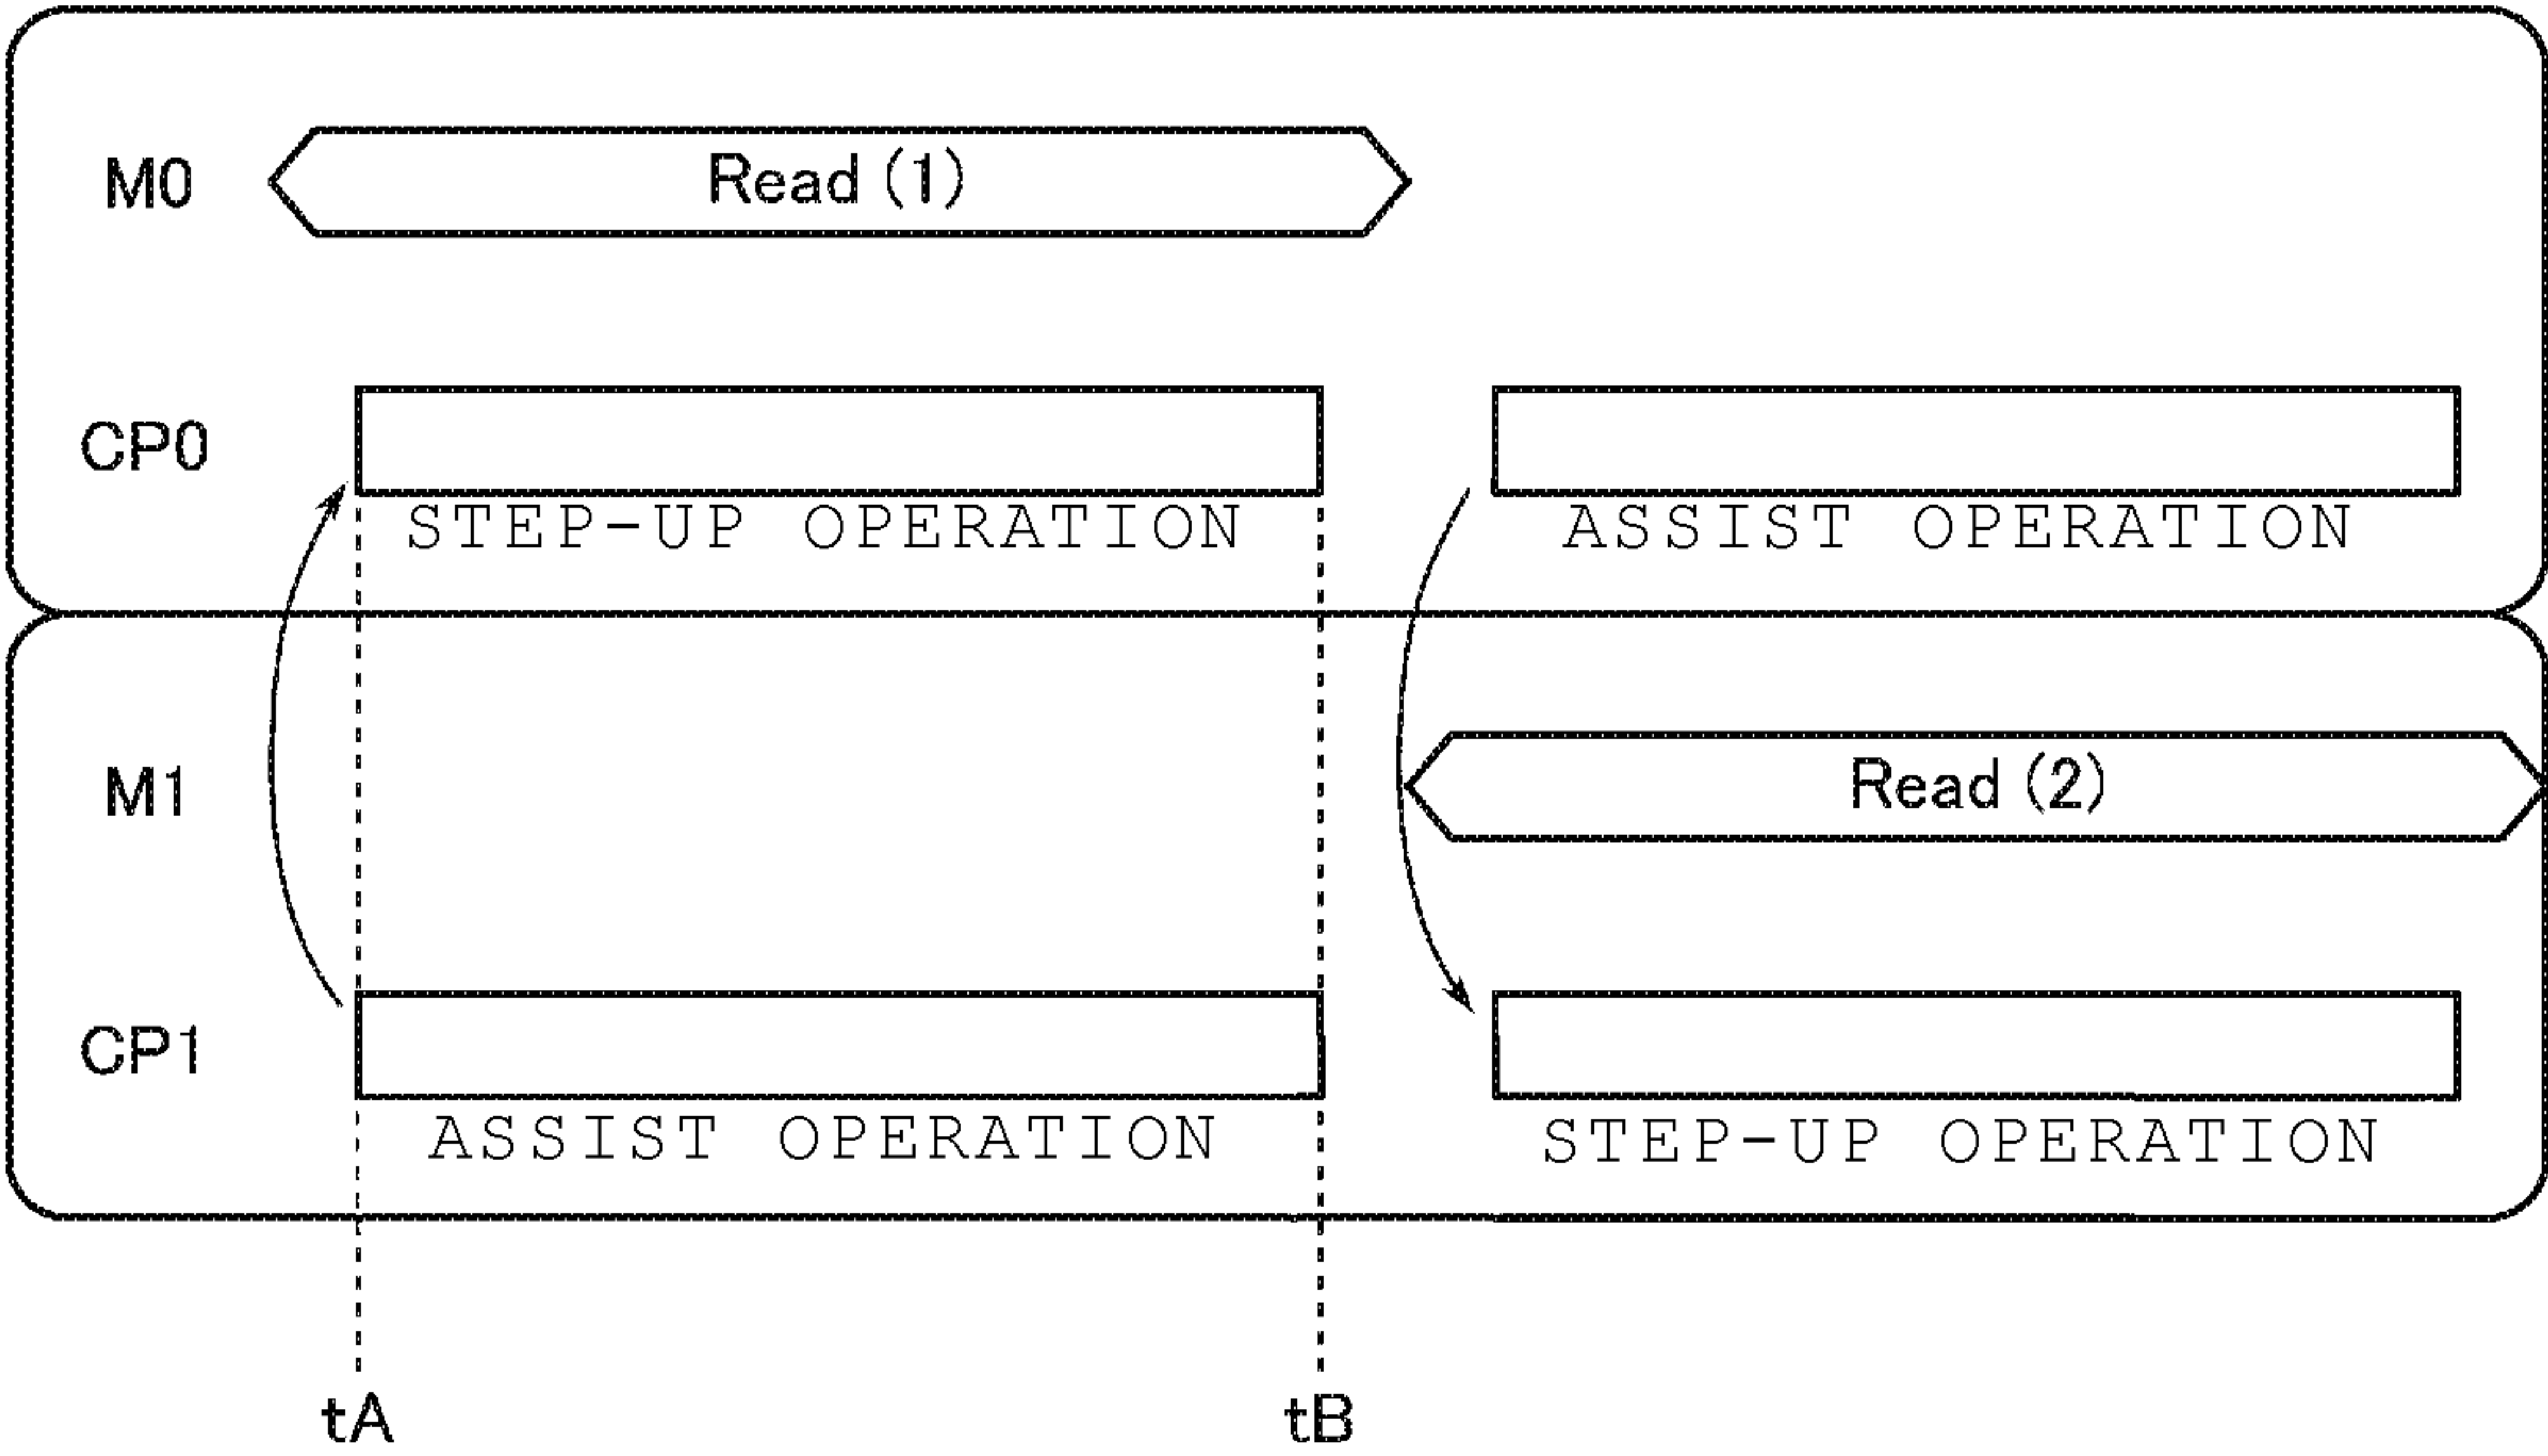 M0
Read (1)
CP0
STEP-UP OPERATION
ASSIST OPERATION
M1
Read (2)
CP1
ASSIST OPERATION
STEP-UP OPERATION
tA
tB